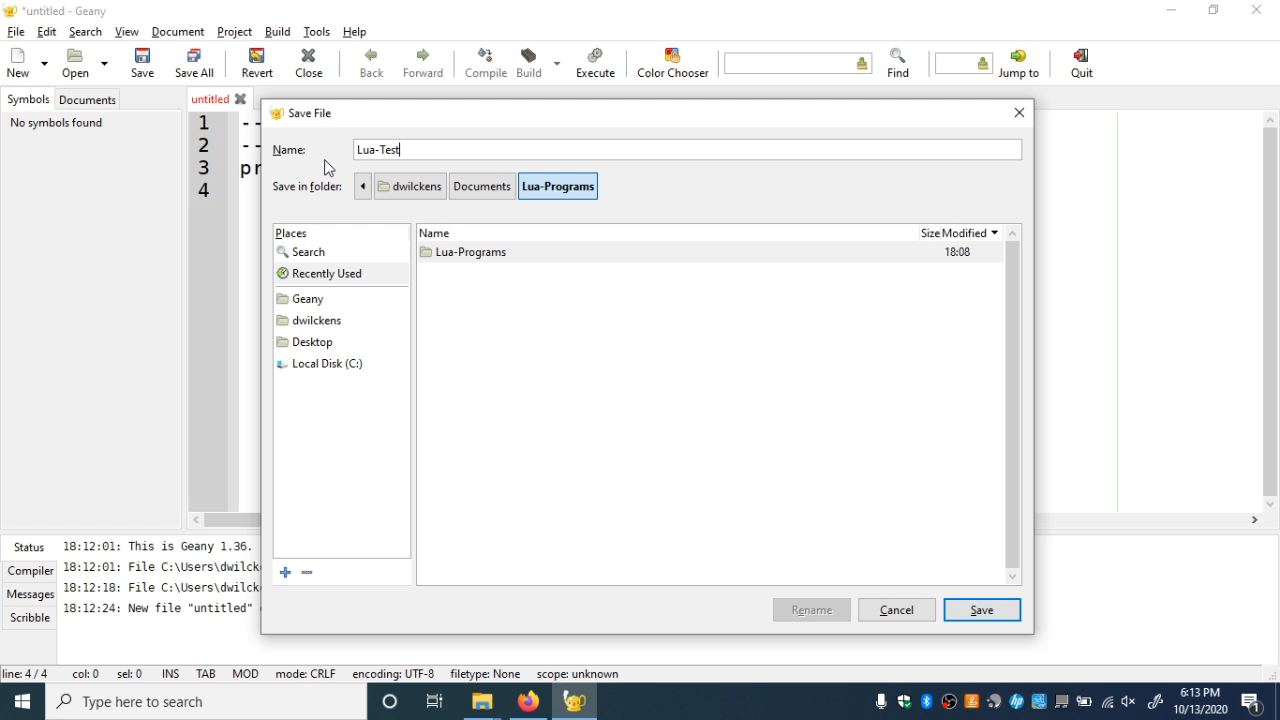 *untitled - Geany
File Edit Search View Document Project Build Tools Help
New Open Save Save All Revert Close Back Forward Compile Build Execute Color Chooser Find Jump to Quit
Symbols Documents untitled
No symbols found
1 --
2 --
3 pr
4
Save File
Name: Lua-Test
Save in folder: dwilckens Documents Lua-Programs
Places
Search
Recently Used
Geany
dwilckens
Desktop
Local Disk (C:)
Name Size Modified
Lua-Programs 18:08
Rename Cancel Save
Status 18:12:01: This is Geany 1.36.
Compiler 18:12:01: File C:\Users\dwilck
Messages 18:12:18: File C:\Users\dwilck
Scribble 18:12:24: New file "untitled"
line: 4 / 4 col: 0 sel: 0 INS TAB MOD mode: CRLF encoding: UTF-8 filetype: None scope: unknown
Type here to search
6:13 PM
10/13/2020
1